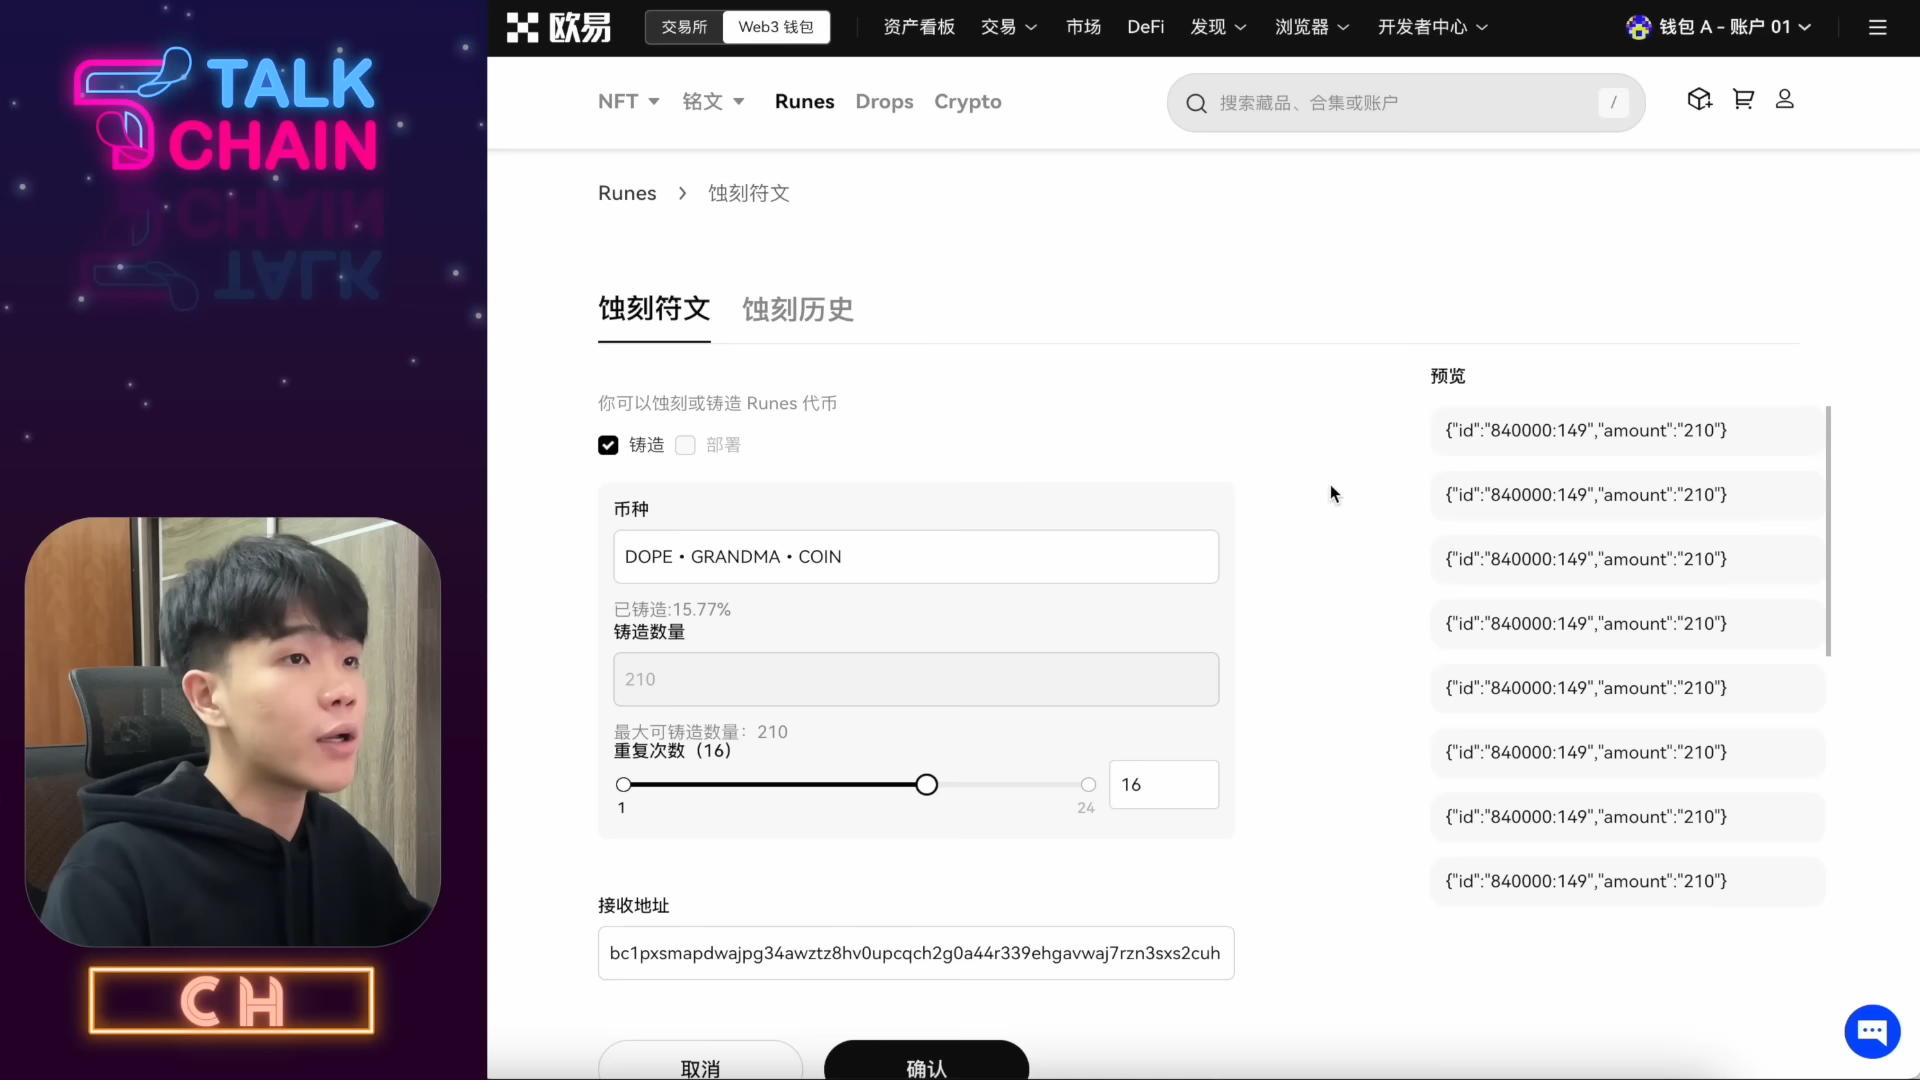 TALK
CHAIN
CH
欧易
交易所
Web3 钱包
资产看板
交易
市场
DeFi
发现
浏览器
开发者中心
钱包 A - 账户 01
NFT
铭文
Runes
Drops
Crypto
搜索藏品、合集或账户
/
Runes > 蚀刻符文
蚀刻符文
蚀刻历史
你可以蚀刻或铸造 Runes 代币
铸造
部署
币种
DOPE • GRANDMA • COIN
已铸造:15.77%
铸造数量
210
最大可铸造数量：210
重复次数（16）
16
1
24
接收地址
bc1pxsmapdwajpg34awztz8hv0upcqch2g0a44r339ehgavwaj7rzn3sxs2cuh
取消
确认
预览
{"id":"840000:149","amount":"210"}
{"id":"840000:149","amount":"210"}
{"id":"840000:149","amount":"210"}
{"id":"840000:149","amount":"210"}
{"id":"840000:149","amount":"210"}
{"id":"840000:149","amount":"210"}
{"id":"840000:149","amount":"210"}
{"id":"840000:149","amount":"210"}